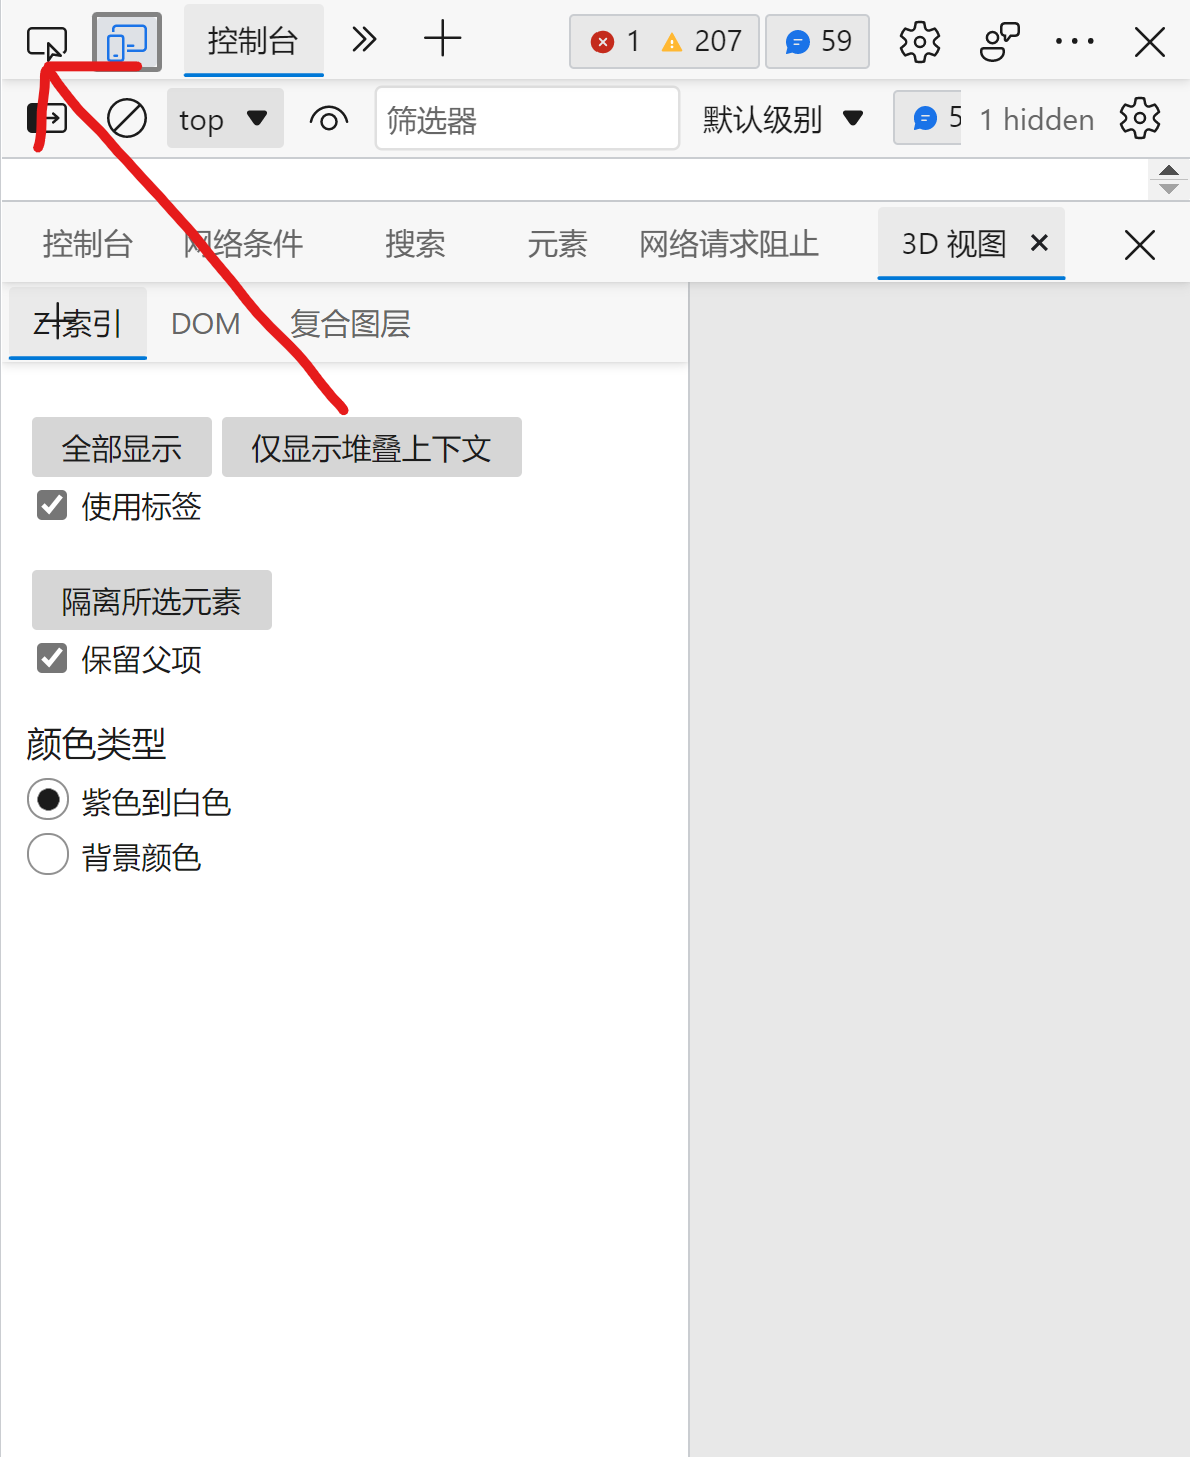 控制台 1 207 59
top 筛选器 默认级别 5 1 hidden
控制台 网络条件 搜索 元素 网络请求阻止 3D 视图
Z-索引 DOM 复合图层
全部显示 仅显示堆叠上下文
使用标签
隔离所选元素
保留父项
颜色类型
紫色到白色
背景颜色